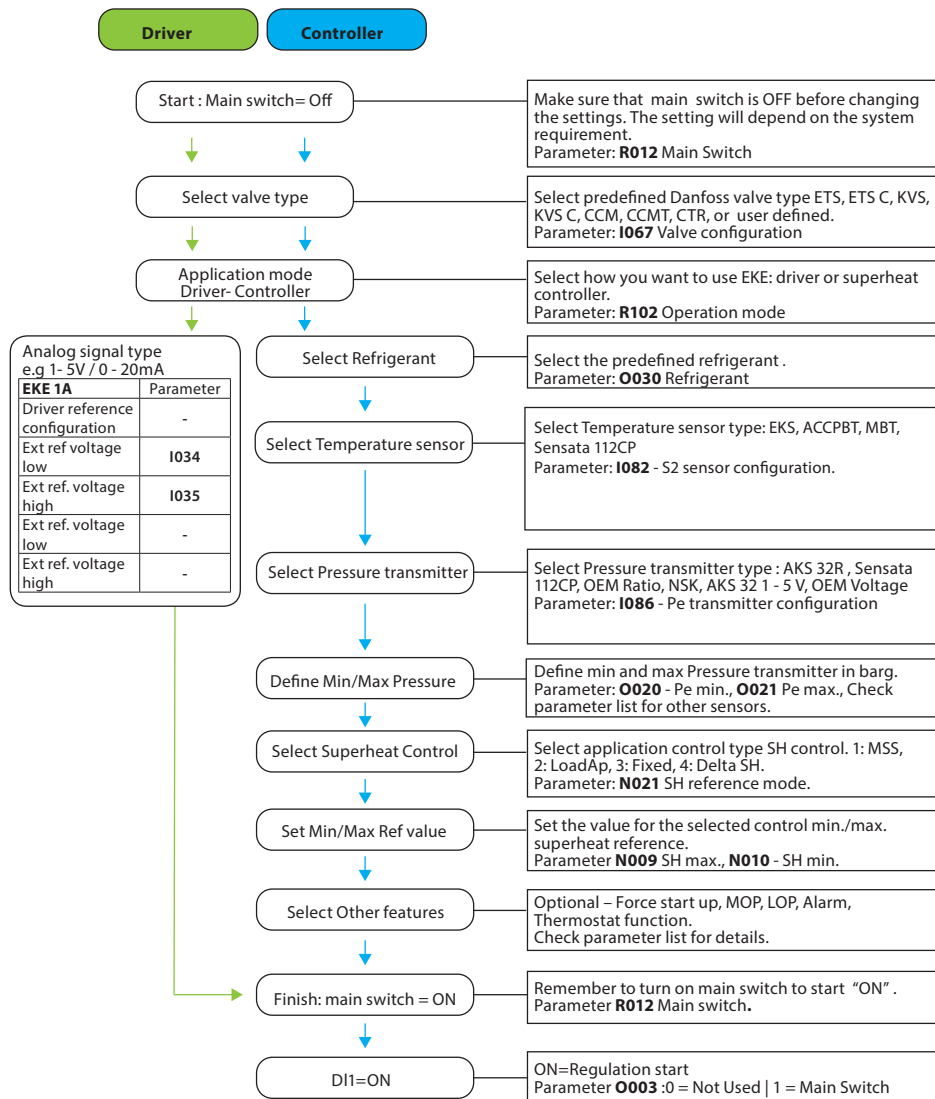 Driver
Controller
Start : Main switch= Off
Make sure that main switch is OFF before changing
the settings. The setting will depend on the system
requirement.
Parameter: R012 Main Switch
Select valve type
Select predefined Danfoss valve type ETS, ETS C, KVS,
KVS C, CCM, CCMT, CTR, or user defined.
Parameter: I067 Valve configuration
Application mode
Driver- Controller
Select how you want to use EKE: driver or superheat
controller.
Parameter: R102 Operation mode
Analog signal type
e.g 1- 5V / 0 - 20mA
EKE 1A Parameter
Driver reference
configuration -
Ext ref voltage
low I034
Ext ref. voltage
high I035
Ext ref. voltage
low -
Ext ref. voltage
high -
Select Refrigerant
Select the predefined refrigerant .
Parameter: O030 Refrigerant
Select Temperature sensor
Select Temperature sensor type: EKS, ACCPBT, MBT,
Sensata 112CP
Parameter: I082 - S2 sensor configuration.
Select Pressure transmitter
Select Pressure transmitter type : AKS 32R , Sensata
112CP, OEM Ratio, NSK, AKS 32 1 - 5 V, OEM Voltage
Parameter: I086 - Pe transmitter configuration
Define Min/Max Pressure
Define min and max Pressure transmitter in barg.
Parameter: O020 - Pe min., O021 Pe max., Check
parameter list for other sensors.
Select Superheat Control
Select application control type SH control. 1: MSS,
2: LoadAp, 3: Fixed, 4: Delta SH.
Parameter: N021 SH reference mode.
Set Min/Max Ref value
Set the value for the selected control min./max.
superheat reference.
Parameter N009 SH max., N010 - SH min.
Select Other features
Optional – Force start up, MOP, LOP, Alarm,
Thermostat function.
Check parameter list for details.
Finish: main switch = ON
Remember to turn on main switch to start “ON” .
Parameter R012 Main switch.
DI1=ON
ON=Regulation start
Parameter O003 :0 = Not Used | 1 = Main Switch